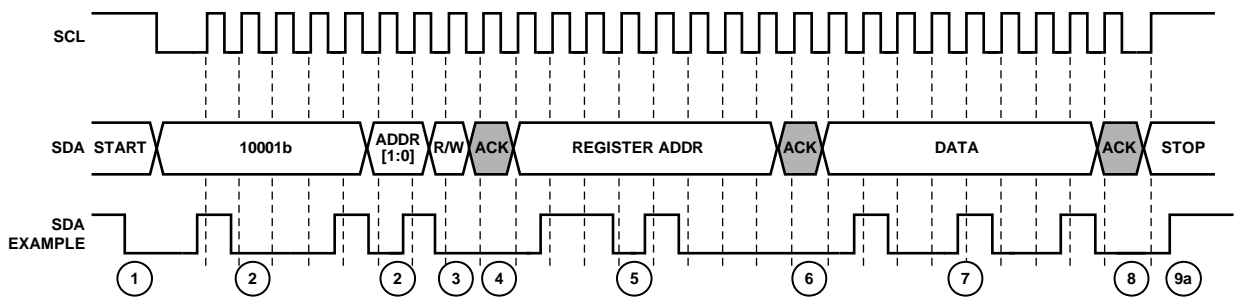 SCL
SDA START 10001b ADDR R/W ACK REGISTER ADDR ACK DATA ACK STOP
[1:0]
SDA
EXAMPLE
1 2 2 3 4 5 6 7 8 9a